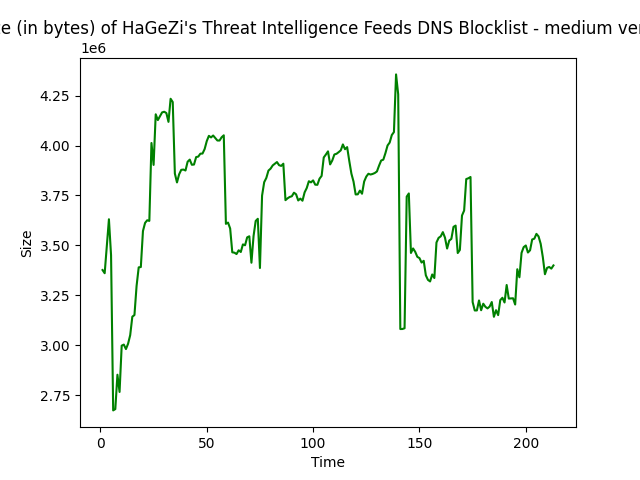 e (in bytes) of HaGeZi's Threat Intelligence Feeds DNS Blocklist - medium ver
1e6
4.25
4.00
3.75
3.50
3.25
3.00
2.75
Size
0 50 100 150 200
Time